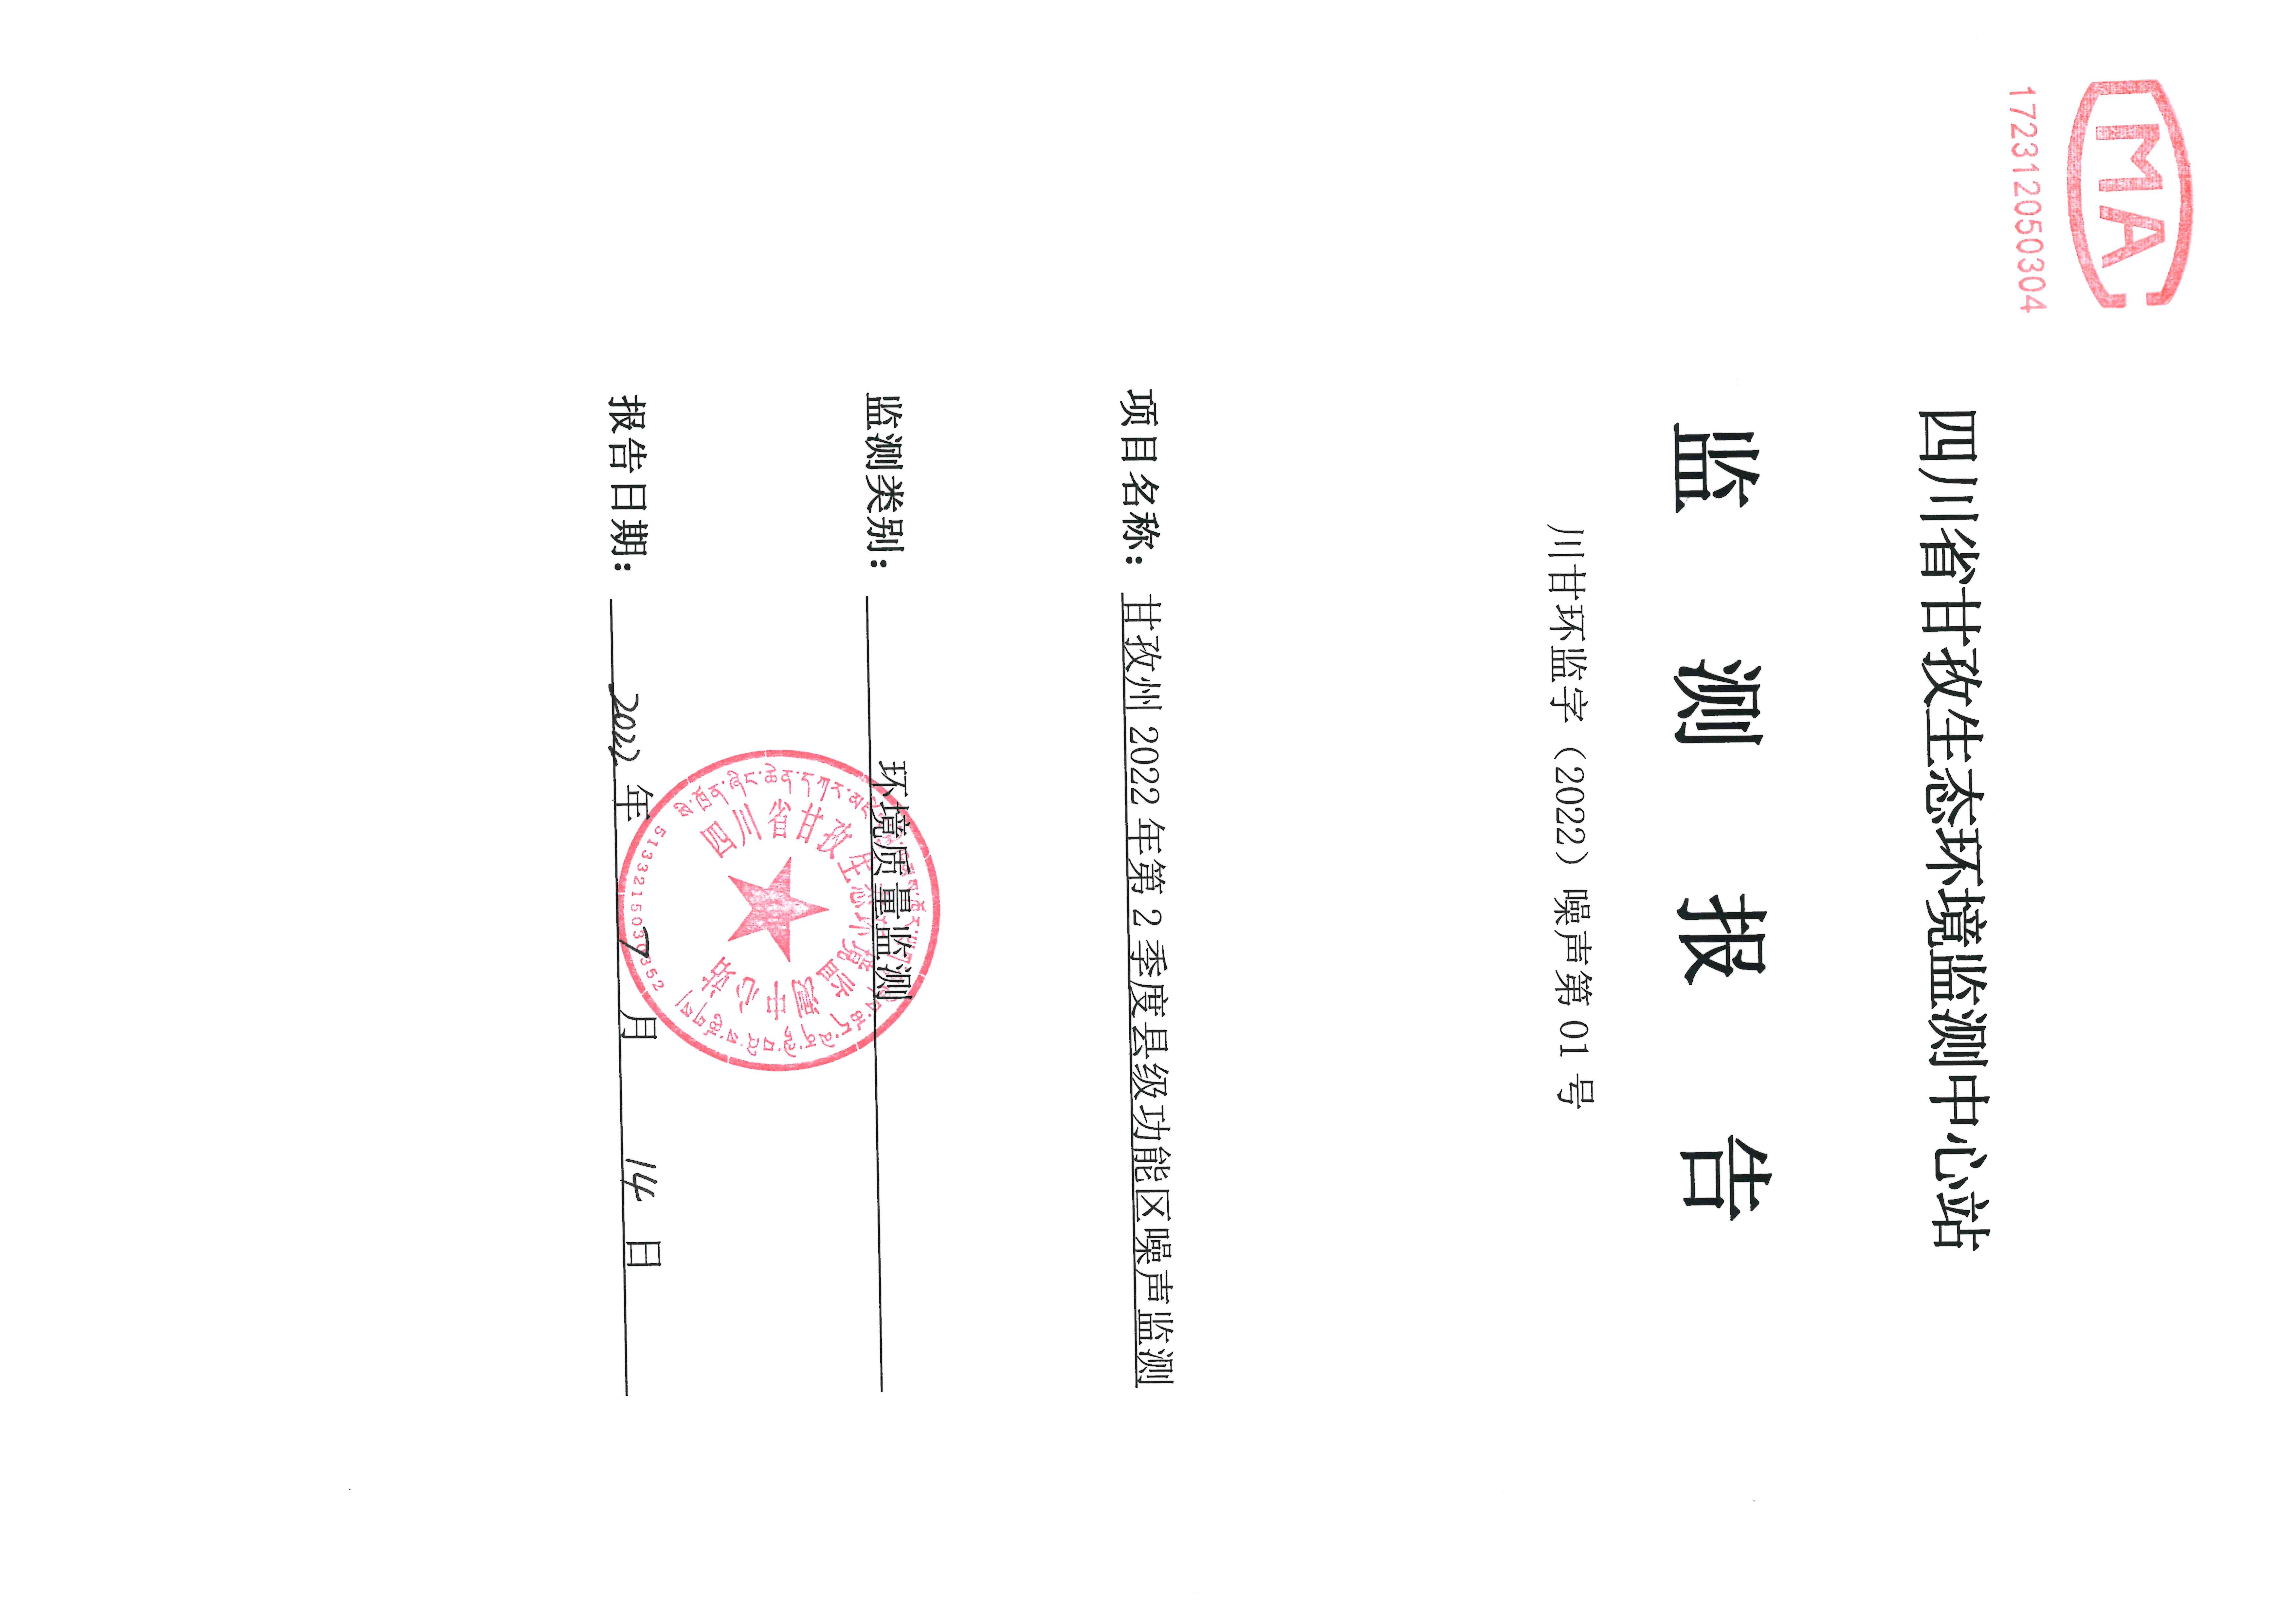 MA
172312050304
四川省甘孜生态环境监测中心站
监测报告
川甘环监字（2022）噪声第 01 号
项目名称：甘孜州 2022 年第 2 季度县级功能区噪声监测
监测类别：环境质量监测
报告日期：2022 年 7 月 14 日
四川省甘孜生态环境监测中心站